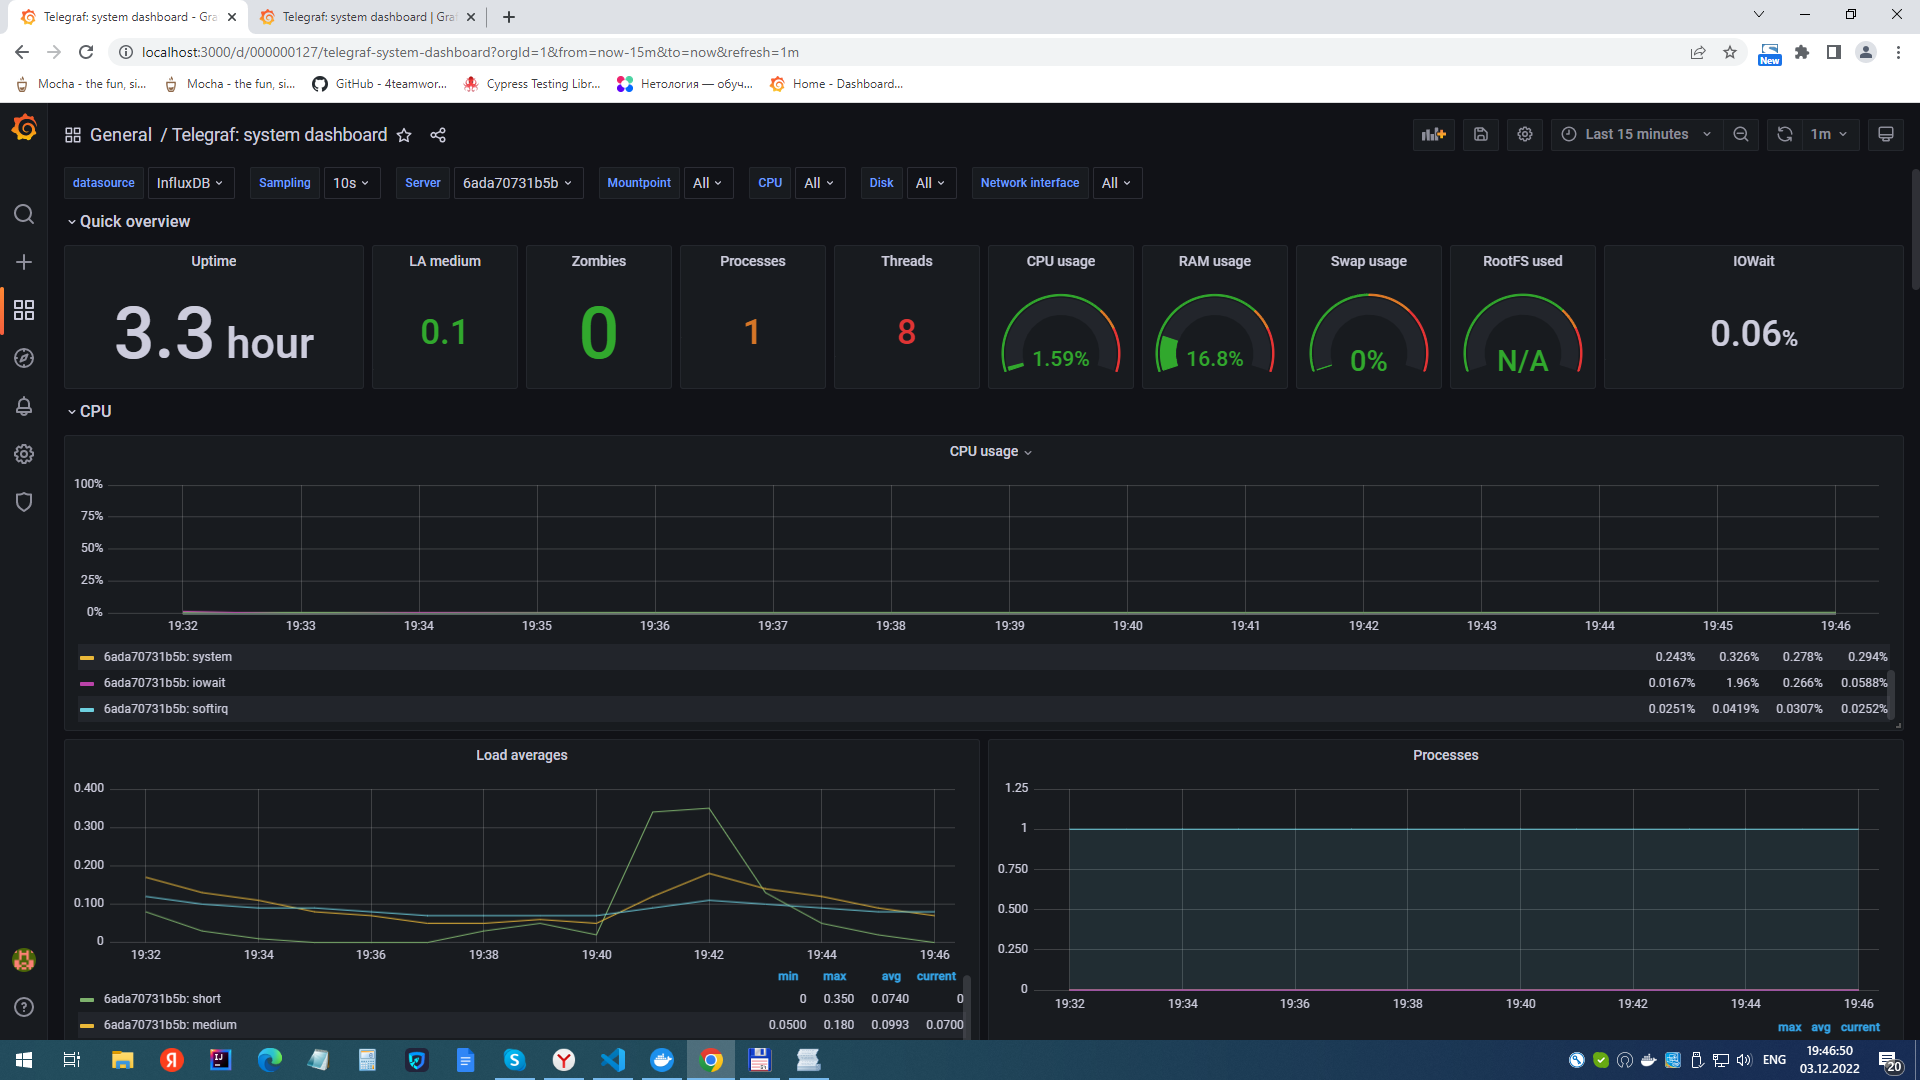 Telegraf: system dashboard - Gra
Telegraf: system dashboard | Graf
localhost:3000/d/000000127/telegraf-system-dashboard?orgId=1&from=now-15m&to=now&refresh=1m
New
Mocha - the fun, si...
Mocha - the fun, si...
GitHub - 4teamwor...
Cypress Testing Libr...
Нетология — обуч...
Home - Dashboard...
General / Telegraf: system dashboard
Last 15 minutes
1m
datasource InfluxDB
Sampling 10s
Server 6ada70731b5b
Mountpoint All
CPU All
Disk All
Network interface All
Quick overview
Uptime
3.3 hour
LA medium
0.1
Zombies
0
Processes
1
Threads
8
CPU usage
1.59%
RAM usage
16.8%
Swap usage
0%
RootFS used
N/A
IOWait
0.06%
CPU
CPU usage
100%
75%
50%
25%
0%
19:32 19:33 19:34 19:35 19:36 19:37 19:38 19:39 19:40 19:41 19:42 19:43 19:44 19:45 19:46
6ada70731b5b: system 0.243% 0.326% 0.278% 0.294%
6ada70731b5b: iowait 0.0167% 1.96% 0.266% 0.0588%
6ada70731b5b: softirq 0.0251% 0.0419% 0.0307% 0.0252%
Load averages
0.400
0.300
0.200
0.100
0
19:32 19:34 19:36 19:38 19:40 19:42 19:44 19:46
min max avg current
6ada70731b5b: short 0 0.350 0.0740 0
6ada70731b5b: medium 0.0500 0.180 0.0993 0.0700
Processes
1.25
1
0.750
0.500
0.250
0
19:32 19:34 19:36 19:38 19:40 19:42 19:44 19:46
max avg current
ENG
19:46:50
03.12.2022
20